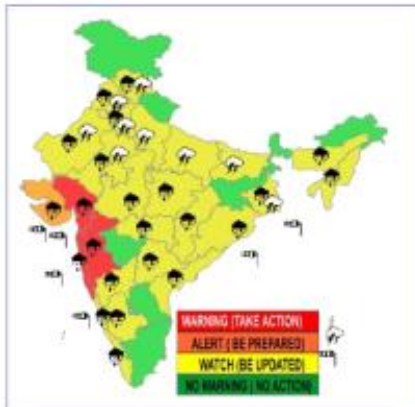 WARNING (TAKE ACTION)
ALERT ( BE PREPARED)
WATCH (BE UPDATED)
NO WARNING ( NO ACTION)